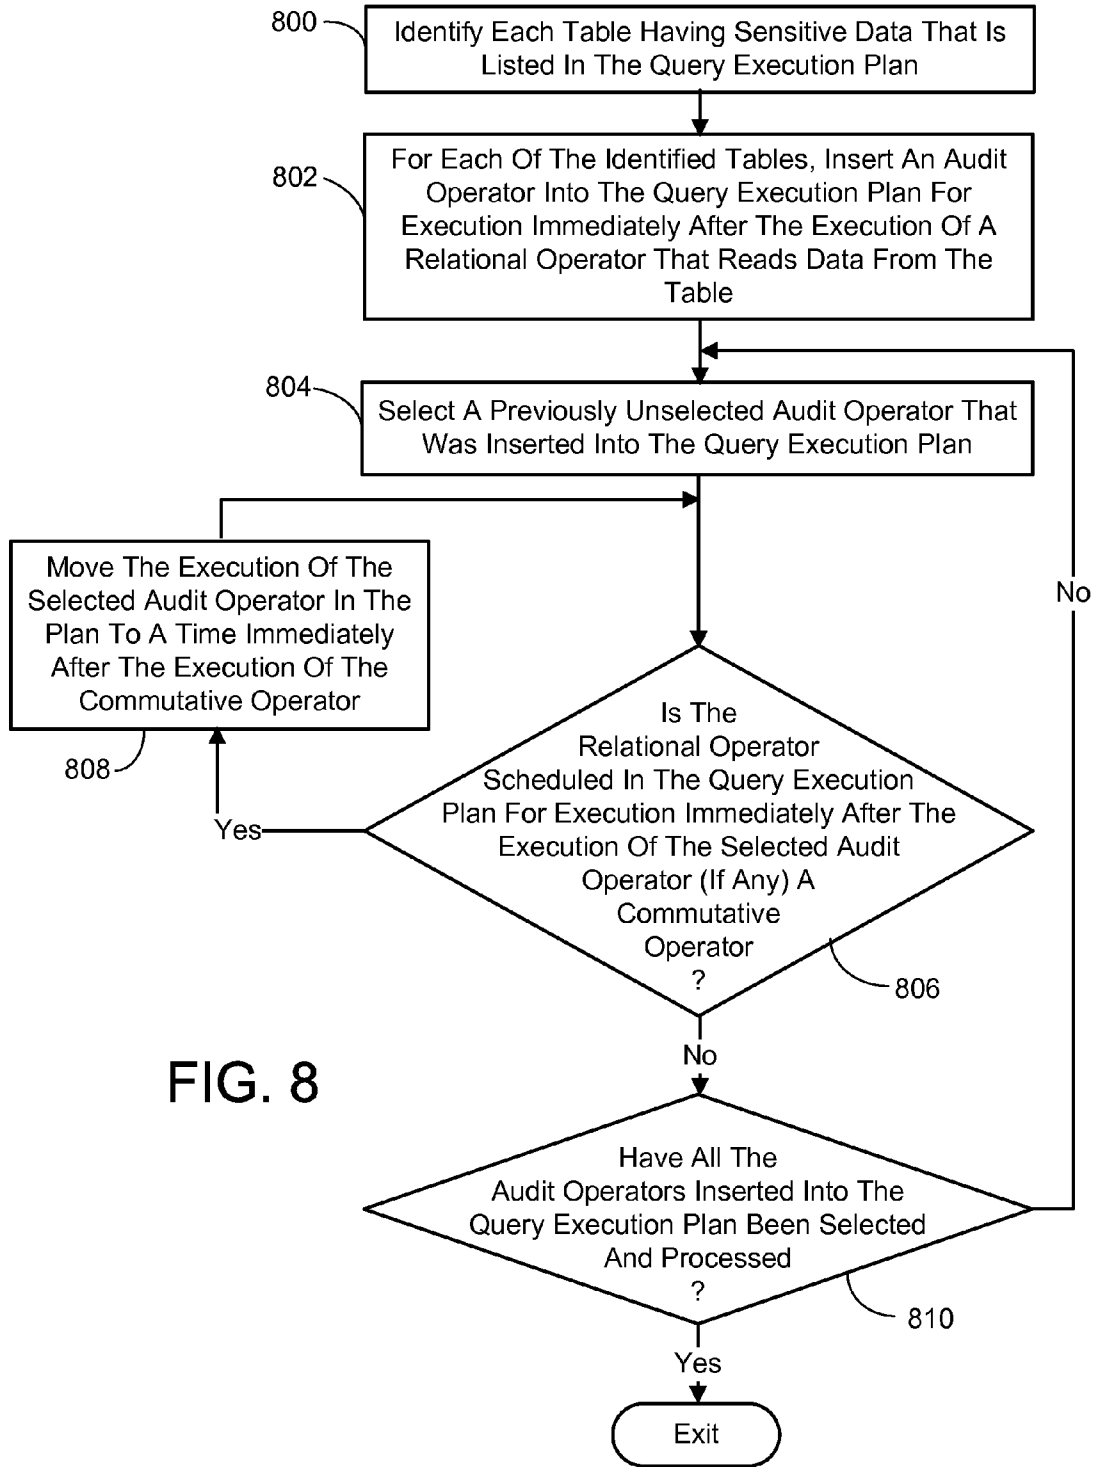 800
Identify Each Table Having Sensitive Data That Is
Listed In The Query Execution Plan
802
For Each Of The Identified Tables, Insert An Audit
Operator Into The Query Execution Plan For
Execution Immediately After The Execution Of A
Relational Operator That Reads Data From The
Table
804
Select A Previously Unselected Audit Operator That
Was Inserted Into The Query Execution Plan
Move The Execution Of The
Selected Audit Operator In The
Plan To A Time Immediately
After The Execution Of The
Commutative Operator
808
No
Is The
Relational Operator
Scheduled In The Query Execution
Plan For Execution Immediately After The
Execution Of The Selected Audit
Operator (If Any) A
Commutative
Operator
?
Yes
806
No
FIG. 8
Have All The
Audit Operators Inserted Into The
Query Execution Plan Been Selected
And Processed
?
810
Yes
Exit